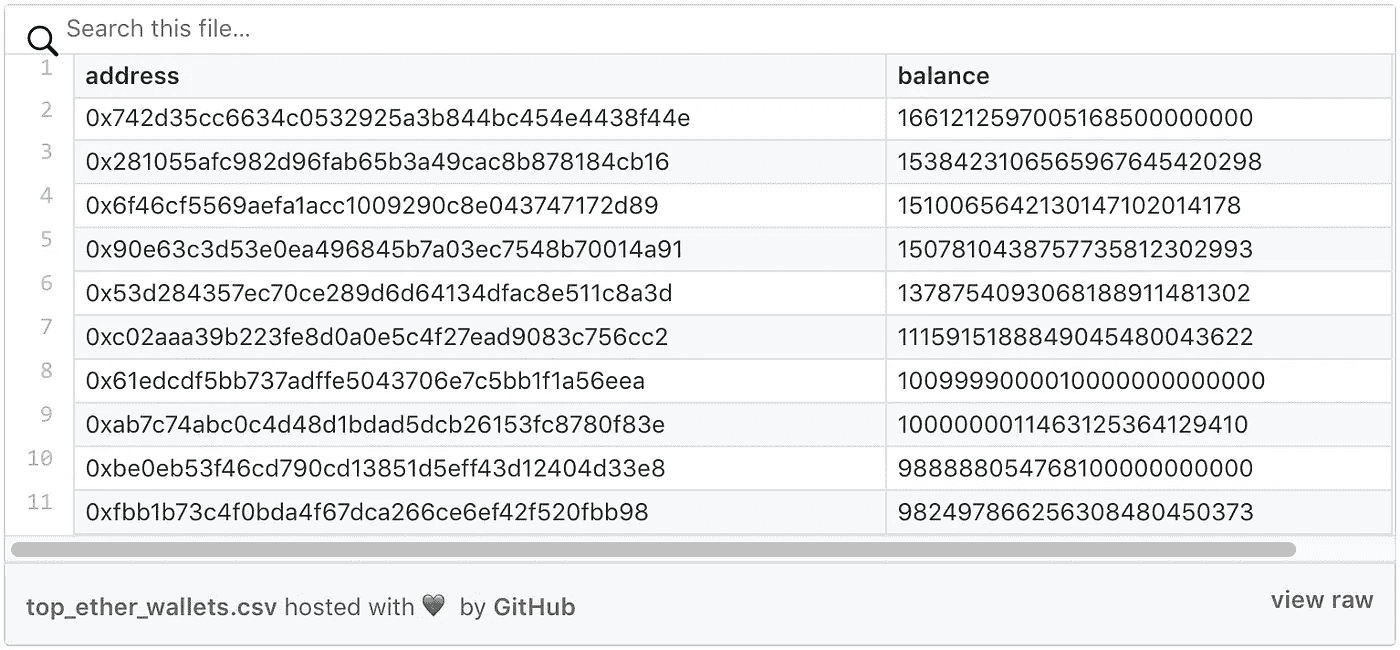 Search this file...
1 address balance
2 0x742d35cc6634c0532925a3b844bc454e4438f44e 1661212597005168500000000
3 0x281055afc982d96fab65b3a49cac8b878184cb16 1538423106565967645420298
4 0x6f46cf5569aefa1acc1009290c8e043747172d89 1510065642130147102014178
5 0x90e63c3d53e0ea496845b7a03ec7548b70014a91 1507810438757735812302993
6 0x53d284357ec70ce289d6d64134dfac8e511c8a3d 1378754093068188911481302
7 0xc02aaa39b223fe8d0a0e5c4f27ead9083c756cc2 1115915188849045480043622
8 0x61edcdf5bb737adffe5043706e7c5bb1f1a56eea 1009999000010000000000000
9 0xab7c74abc0c4d48d1bdad5dcb26153fc8780f83e 1000000011463125364129410
10 0xbe0eb53f46cd790cd13851d5eff43d12404d33e8 988888054768100000000000
11 0xfbb1b73c4f0bda4f67dca266ce6ef42f520fbb98 982497866256308480450373
top_ether_wallets.csv hosted with 🖤 by GitHub view raw